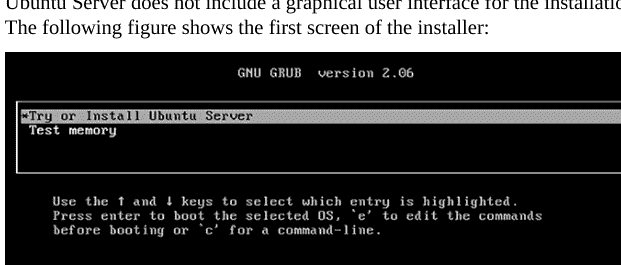 Ubuntu Server does not include a graphical user interface for the
The following figure shows the first screen of the installer:
GNU GRUB version 2.06
*Try or Install Ubuntu Server
Test memory
Use the ↑ and ↓ keys to select which entry is highlighted.
Press enter to boot the selected OS, `e' to edit the commands
before booting or `c' for a command-line.